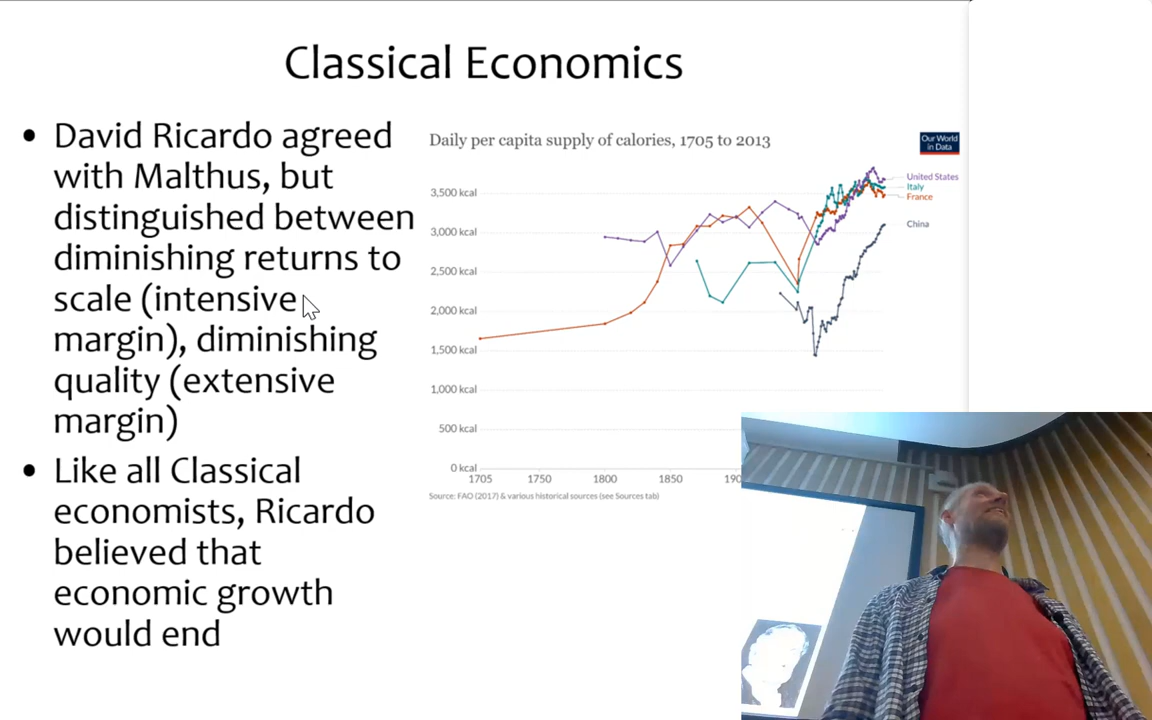 Classical Economics
• David Ricardo agreed
with Malthus, but
distinguished between
diminishing returns to
scale (intensive
margin), diminishing
quality (extensive
margin)
• Like all Classical
economists, Ricardo
believed that
economic growth
would end
Daily per capita supply of calories, 1705 to 2013
Our World
in Data
3,500 kcal
3,000 kcal
2,500 kcal
2,000 kcal
1,500 kcal
1,000 kcal
500 kcal
0 kcal
United States
Italy
France
China
1705 1750 1800 1850 190
Source: FAO (2017) & various historical sources (see Sources tab)